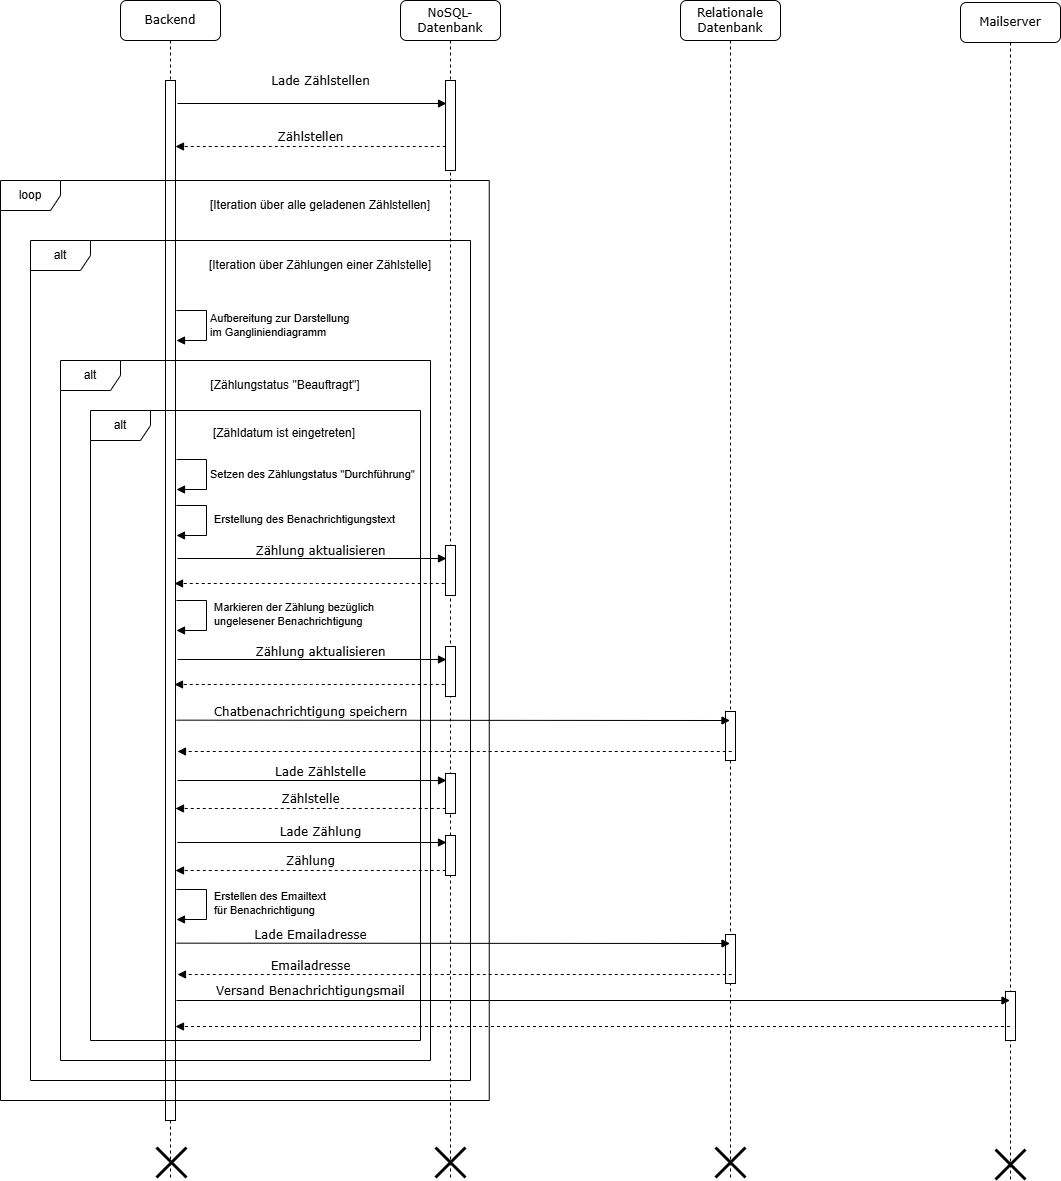 Backend
NoSQL-
Datenbank
Relationale
Datenbank
Mailserver
Lade Zählstellen
Zählstellen
loop
[Iteration über alle geladenen Zählstellen]
alt
[Iteration über Zählungen einer Zählstelle]
Aufbereitung zur Darstellung
im Gangliniendiagramm
alt
[Zählungstatus "Beauftragt"]
alt
[Zähldatum ist eingetreten]
Setzen des Zählungstatus "Durchführung"
Erstellung des Benachrichtigungstext
Zählung aktualisieren
Markieren der Zählung bezüglich
ungelesener Benachrichtigung
Zählung aktualisieren
Chatbenachrichtigung speichern
Lade Zählstelle
Zählstelle
Lade Zählung
Zählung
Erstellen des Emailtext
für Benachrichtigung
Lade Emailadresse
Emailadresse
Versand Benachrichtigungsmail